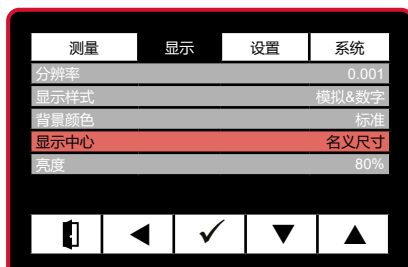 测量 显示 设置 系统
分辨率 0.001
显示样式 模拟&数字
背景颜色 标准
显示中心 名义尺寸
亮度 80%